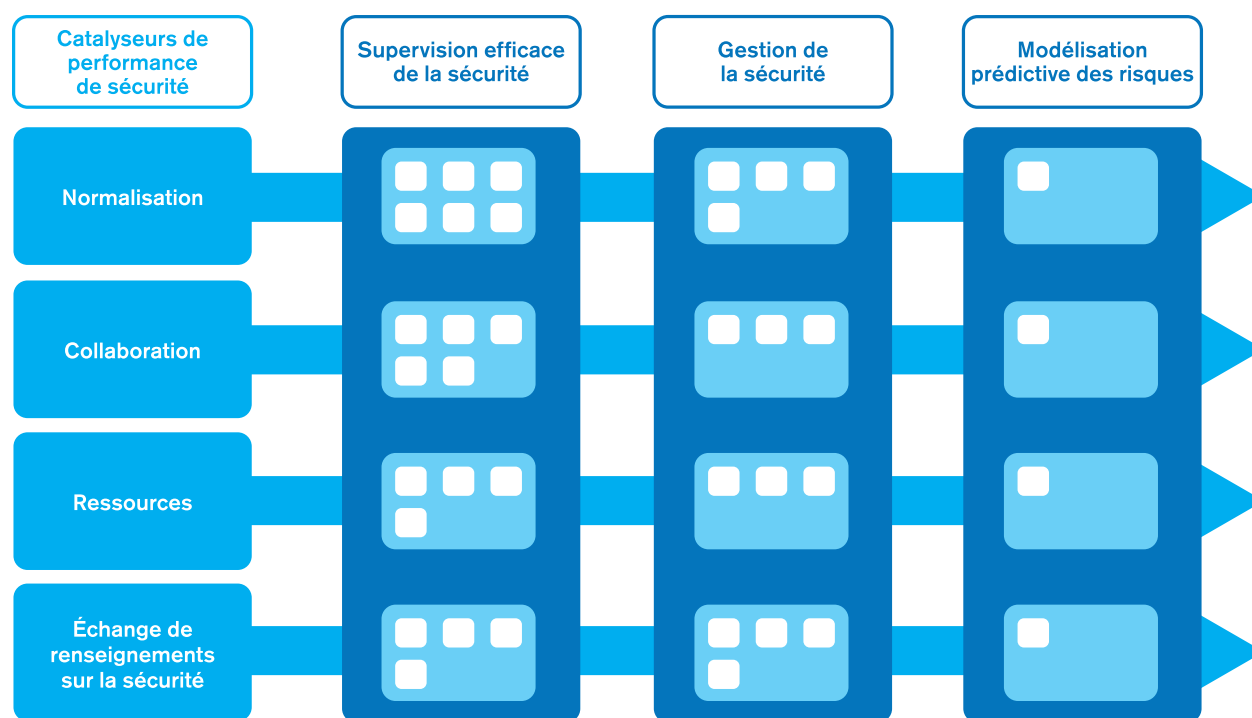 Catalyseurs de
performance
de sécurité
Supervision efficace
de la sécurité
Gestion de
la sécurité
Modélisation
prédictive des risques
Normalisation
Collaboration
Ressources
Échange de
renseignements
sur la sécurité